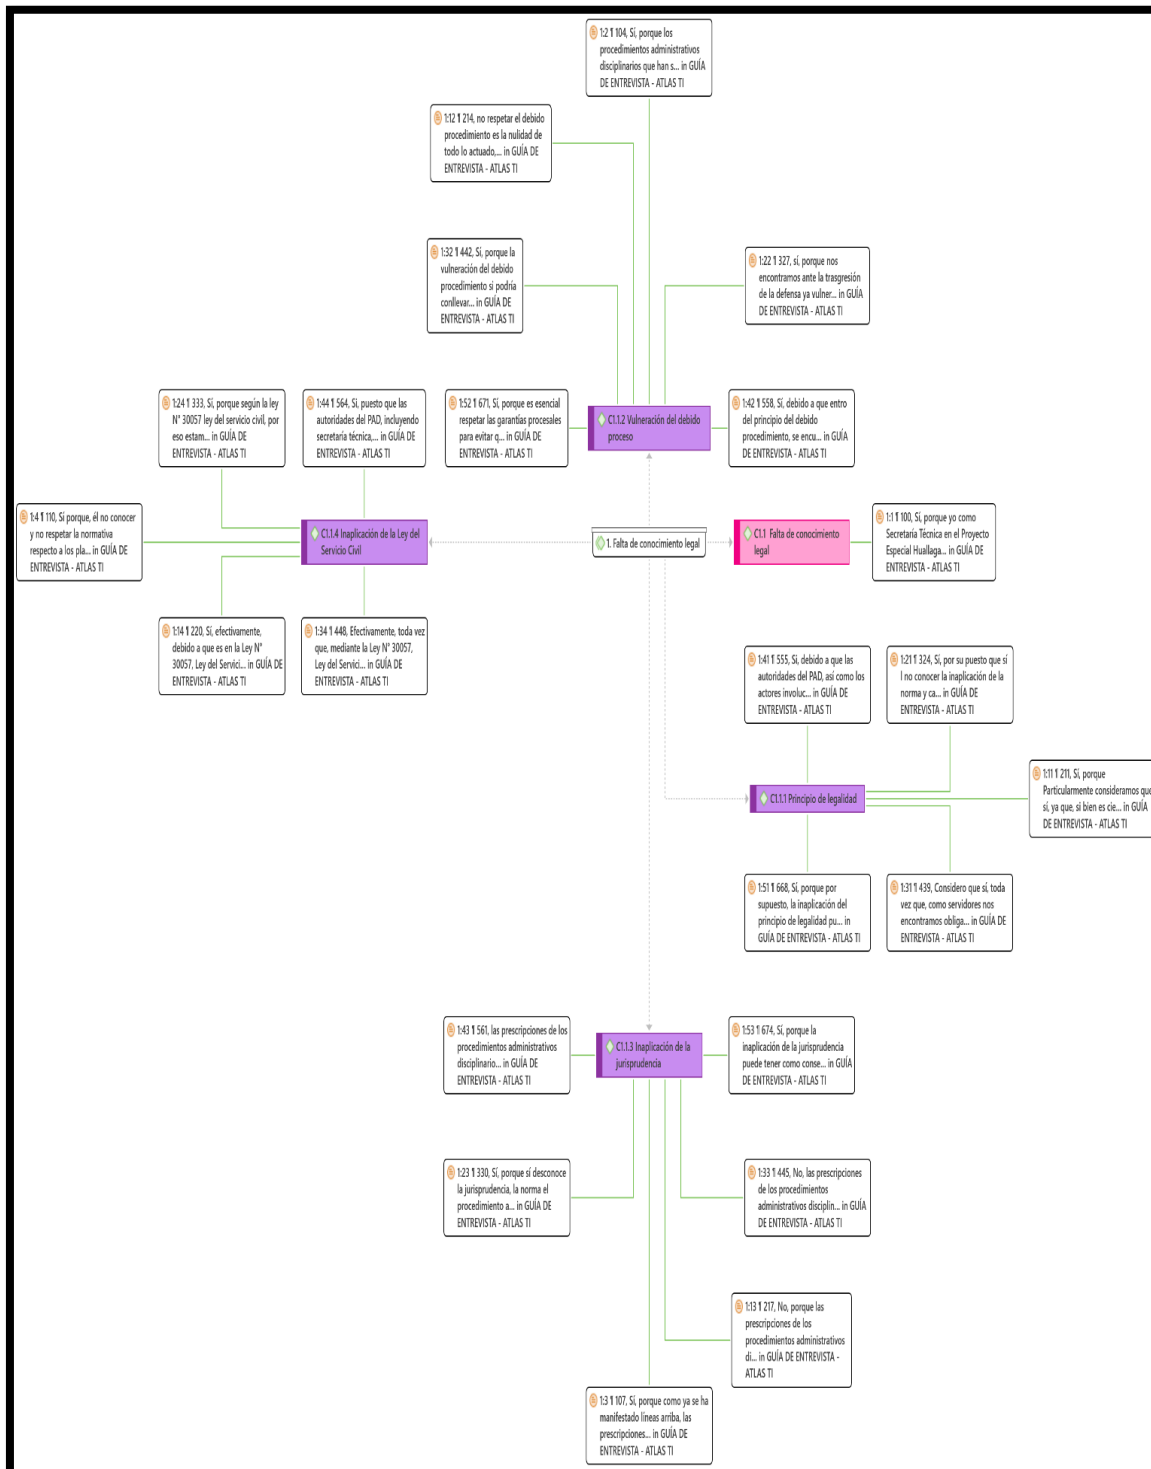 1:2 ¶ 104, Sí, porque los
procedimientos administrativos
disciplinarios que han s... in GUÍA
DE ENTREVISTA - ATLAS TI
1:12 ¶ 214, no respetar el debido
procedimiento es la nulidad de
todo lo actuado,... in GUÍA DE
ENTREVISTA - ATLAS TI
1:32 ¶ 442, Sí, porque la
vulneración del debido
procedimiento si podría
conllevar... in GUÍA DE
ENTREVISTA - ATLAS TI
1:22 ¶ 327, sí, porque nos
encontramos ante la trasgresión
de la defensa ya vulner... in GUÍA
DE ENTREVISTA - ATLAS TI
1:24 ¶ 333, Sí, porque según la ley
N° 30057 ley del servicio civil, por
eso estam... in GUÍA DE
ENTREVISTA - ATLAS TI
1:44 ¶ 564, Sí, puesto que las
autoridades del PAD, incluyendo
secretaría técnica,... in GUÍA DE
ENTREVISTA - ATLAS TI
1:52 ¶ 671, Sí, porque es esencial
respetar las garantías procesales
para evitar q... in GUÍA DE
ENTREVISTA - ATLAS TI
C1.1.2 Vulneración del debido
proceso
1:42 ¶ 558, Sí, debido a que entro
del principio del debido
procedimiento, se encu... in GUÍA
DE ENTREVISTA - ATLAS TI
1:4 ¶ 110, Sí porque, él no conocer
y no respetar la normativa
respecto a los pla... in GUÍA DE
ENTREVISTA - ATLAS TI
C1.1.4 Inaplicación de la Ley del
Servicio Civil
1. Falta de conocimiento legal
C1.1 Falta de conocimiento
legal
1:1 ¶ 100, Sí, porque yo como
Secretaria Técnica en el Proyecto
Especial Huallaga... in GUÍA DE
ENTREVISTA - ATLAS TI
1:14 ¶ 220, Sí, efectivamente,
debido a que es en la Ley N°
30057, Ley del Servici... in GUÍA DE
ENTREVISTA - ATLAS TI
1:34 ¶ 448, Efectivamente, toda vez
que, mediante la Ley N° 30057,
Ley del Servici... in GUÍA DE
ENTREVISTA - ATLAS TI
1:41 ¶ 555, Sí, debido a que las
autoridades del PAD, así como los
actores involuc... in GUÍA DE
ENTREVISTA - ATLAS TI
1:21 ¶ 324, Sí, por su puesto que sí
l no conocer la inaplicación de la
norma y ca... in GUÍA DE
ENTREVISTA - ATLAS TI
C1.1.1 Principio de legalidad
1:11 ¶ 211, Sí, porque
Particularmente consideramos que
sí, ya que, si bien es cie... in GUÍA
DE ENTREVISTA - ATLAS TI
1:51 ¶ 668, Sí, porque por
supuesto, la inaplicación del
principio de legalidad pu... in
GUÍA DE ENTREVISTA - ATLAS TI
1:31 ¶ 439, Considero que sí, toda
vez que, como servidores nos
encontramos obliga... in GUÍA DE
ENTREVISTA - ATLAS TI
1:43 ¶ 561, las prescripciones de los
procedimientos administrativos
disciplinario... in GUÍA DE
ENTREVISTA - ATLAS TI
C1.1.3 Inaplicación de la
jurisprudencia
1:53 ¶ 674, Sí, porque la
inaplicación de la jurisprudencia
puede tener como conse... in GUÍA
DE ENTREVISTA - ATLAS TI
1:23 ¶ 330, Sí, porque sí desconoce
la jurisprudencia, la norma el
procedimiento a... in GUÍA DE
ENTREVISTA - ATLAS TI
1:33 ¶ 445, No, las prescripciones
de los procedimientos
administrativos disciplin... in GUÍA
DE ENTREVISTA - ATLAS TI
1:13 ¶ 217, No, porque las
prescripciones de los
procedimientos administrativos
di... in GUÍA DE ENTREVISTA -
ATLAS TI
1:3 ¶ 107, Sí, porque como ya se ha
manifestado líneas arriba, las
prescripciones... in GUÍA DE
ENTREVISTA - ATLAS TI